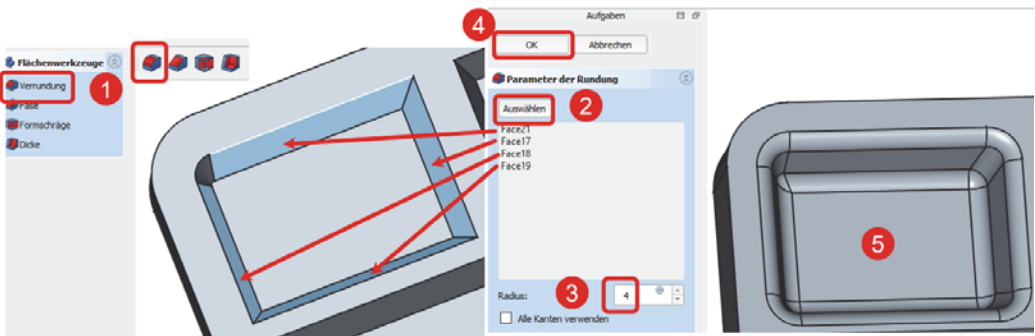 Flächenwerkzeuge
Verrundung
1
Fase
Formschräge
Dicke
4
Aufgaben
OK
Abbrechen
Parameter der Rundung
Auswählen
2
Face21
Face17
Face18
Face19
Radius:
3
4
Alle Kanten verwenden
5